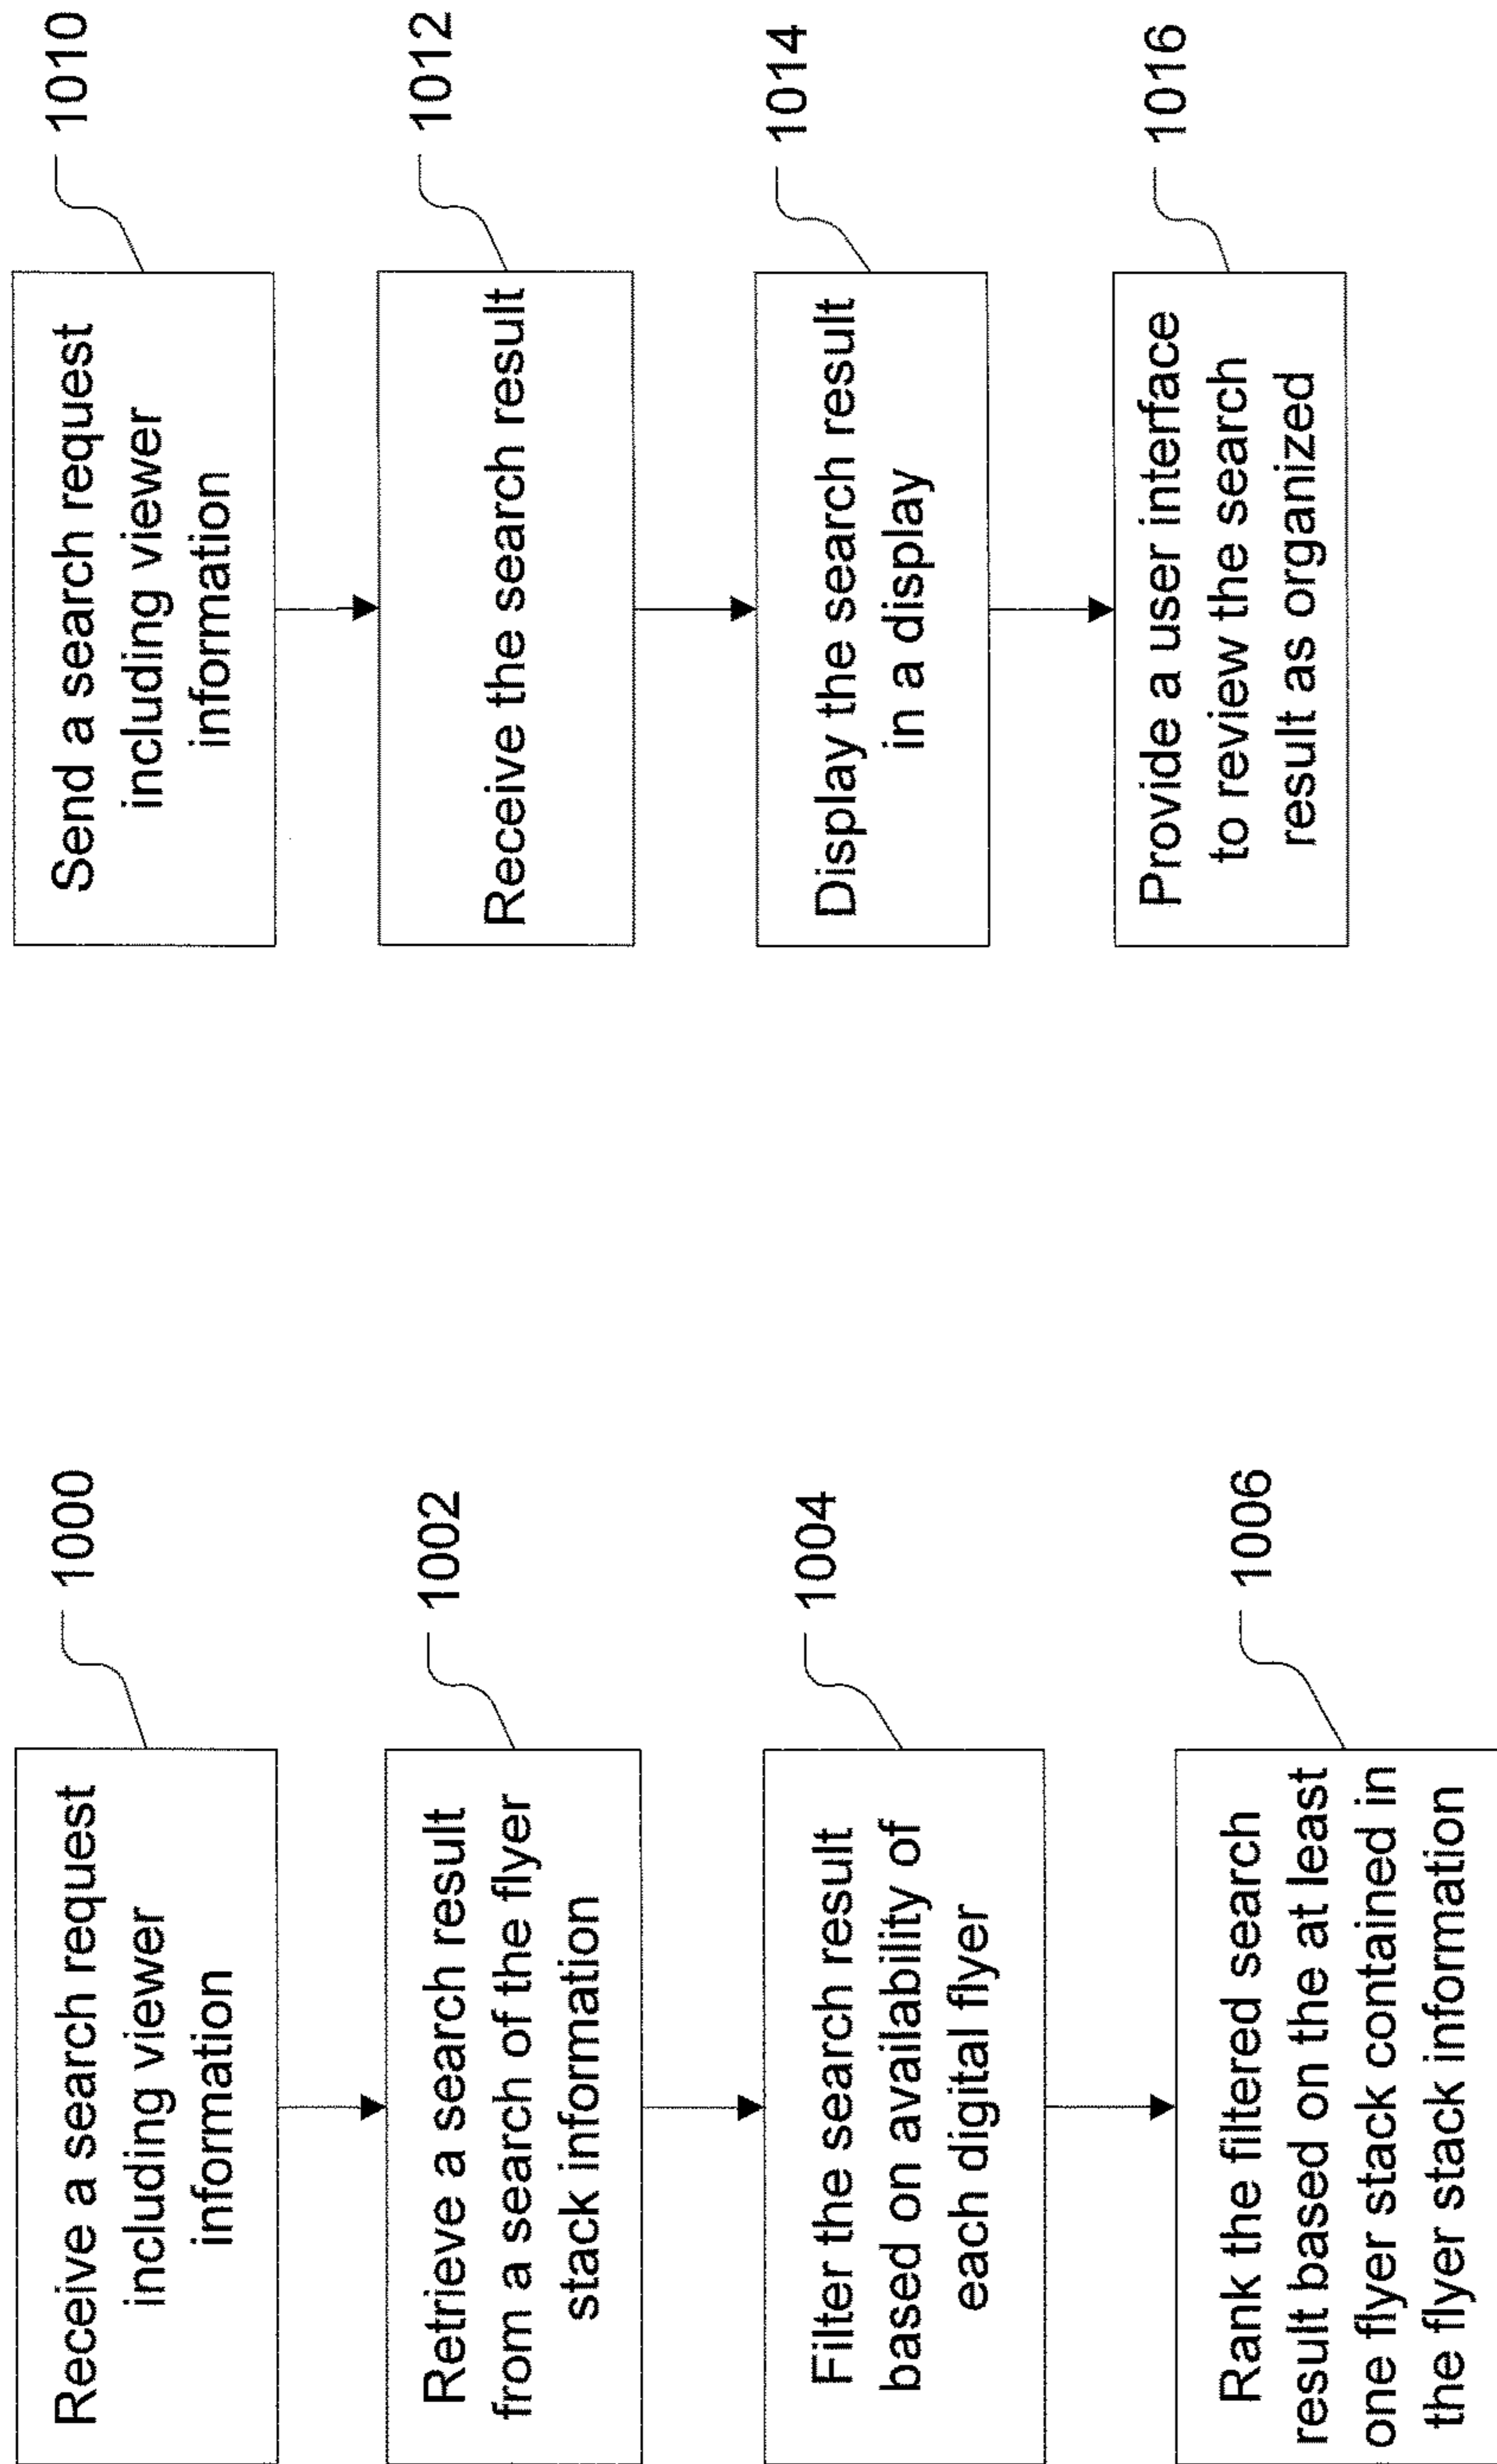 Receive a search request
including viewer
information
1000
Retrieve a search result
from a search of the flyer
stack information
1002
Filter the search result
based on availability of
each digital flyer
1004
Rank the filtered search
result based on the at least
one flyer stack contained in
the flyer stack information
1006
Send a search request
including viewer
information
1010
Receive the search result
1012
Display the search result
in a display
1014
Provide a user interface
to review the search
result as organized
1016